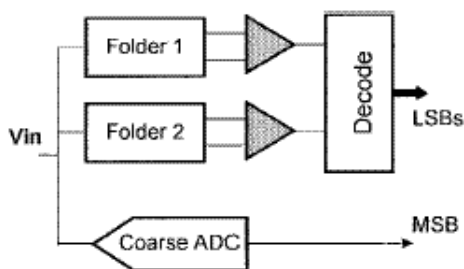 Folder 1
Folder 2
Decode
Vin
LSBs
Coarse ADC
MSB